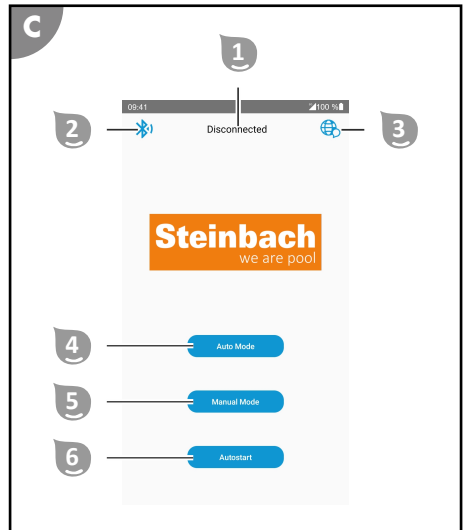 C
1
2
3
09:41
100 %
Disconnected
Steinbach
we are pool
4
Auto Mode
5
Manual Mode
6
Autostart